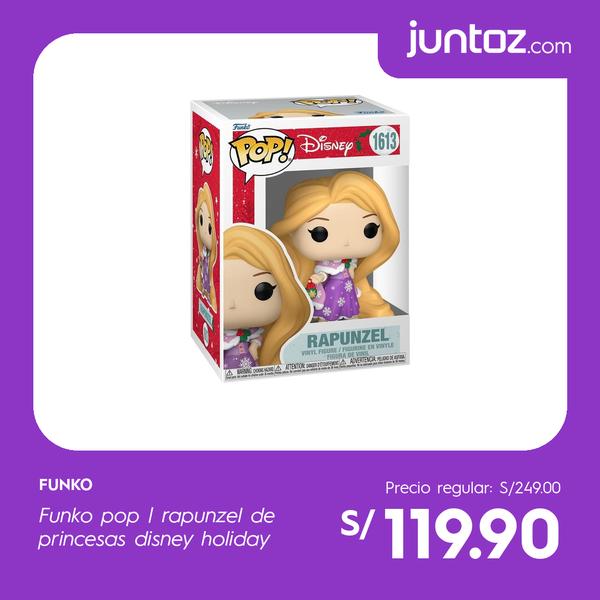 juntoz.com
Funko
POP!
Disney
1613
POP!
RAPUNZEL
VINYL FIGURE / FIGURINE EN VINYLE
FIGURA DE VINIL
FUNKO
Funko pop | rapunzel de
princesas disney holiday
Precio regular: S/249.00
S/119.90